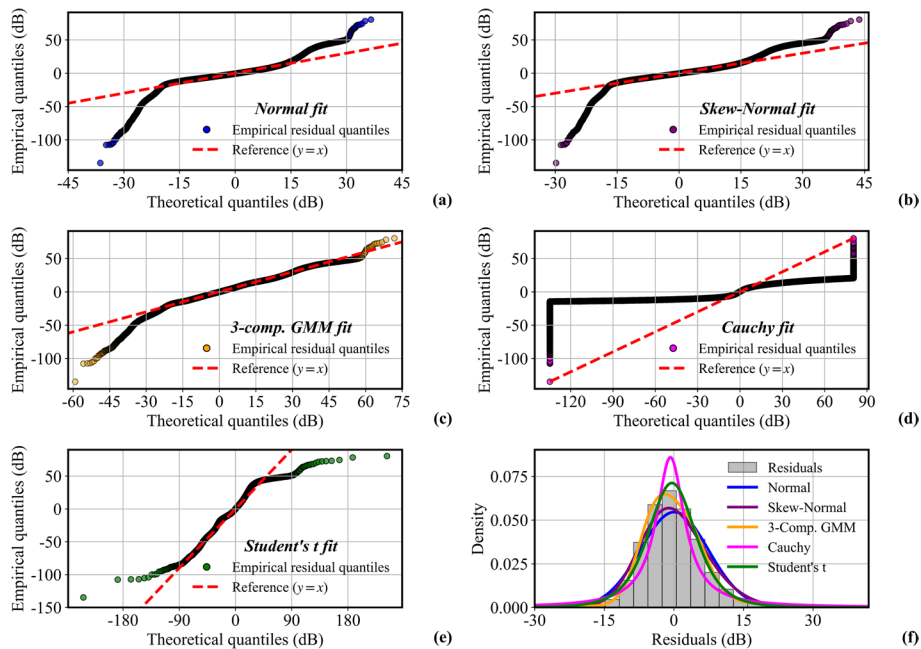 Empirical quantiles (dB)
50
0
-50
-100
Normal fit
Empirical residual quantiles
Reference (y = x)
-45 -30 -15 0 15 30 45
Theoretical quantiles (dB)
(a)
Empirical quantiles (dB)
50
0
-50
-100
Skew-Normal fit
Empirical residual quantiles
Reference (y = x)
-30 -15 0 15 30 45
Theoretical quantiles (dB)
(b)
Empirical quantiles (dB)
50
0
-50
-100
3-comp. GMM fit
Empirical residual quantiles
Reference (y = x)
-60 -45 -30 -15 0 15 30 45 60 75
Theoretical quantiles (dB)
(c)
Empirical quantiles (dB)
50
0
-50
-100
Cauchy fit
Empirical residual quantiles
Reference (y = x)
-120 -90 -60 -30 0 30 60 90
Theoretical quantiles (dB)
(d)
Empirical quantiles (dB)
100
50
0
-50
-100
-150
Student's t fit
Empirical residual quantiles
Reference (y = x)
-180 -90 0 90 180
Theoretical quantiles (dB)
(e)
Density
0.075
0.050
0.025
0.000
Residuals
Normal
Skew-Normal
3-Comp. GMM
Cauchy
Student's t
-30 -15 0 15 30
Residuals (dB)
(f)